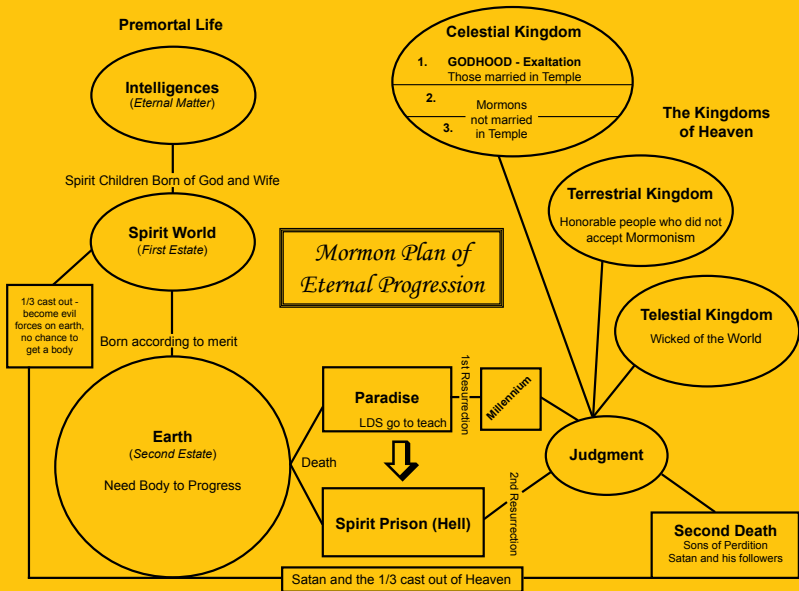 Premortal Life
Intelligences
(Eternal Matter)
Spirit Children Born of God and Wife
Spirit World
(First Estate)
1/3 cast out -
become evil
forces on earth,
no chance to
get a body
Born according to merit
Earth
(Second Estate)
Need Body to Progress
Mormon Plan of
Eternal Progression
Death
Paradise
LDS go to teach
Spirit Prison (Hell)
1st Resurrection
Millennium
2nd Resurrection
Judgment
Celestial Kingdom
1. GODHOOD - Exaltation
Those married in Temple
2.
Mormons
not married
3.
in Temple
The Kingdoms
of Heaven
Terrestrial Kingdom
Honorable people who did not
accept Mormonism
Telestial Kingdom
Wicked of the World
Second Death
Sons of Perdition
Satan and his followers
Satan and the 1/3 cast out of Heaven